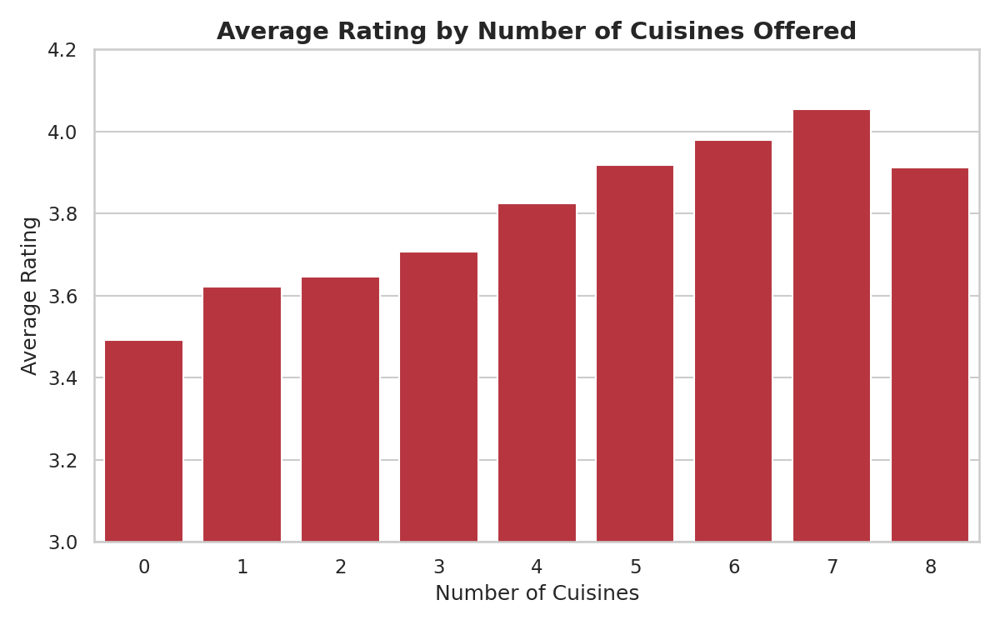 Average Rating by Number of Cuisines Offered
4.2
4.0
3.8
3.6
3.4
3.2
3.0
Average Rating
0 1 2 3 4 5 6 7 8
Number of Cuisines